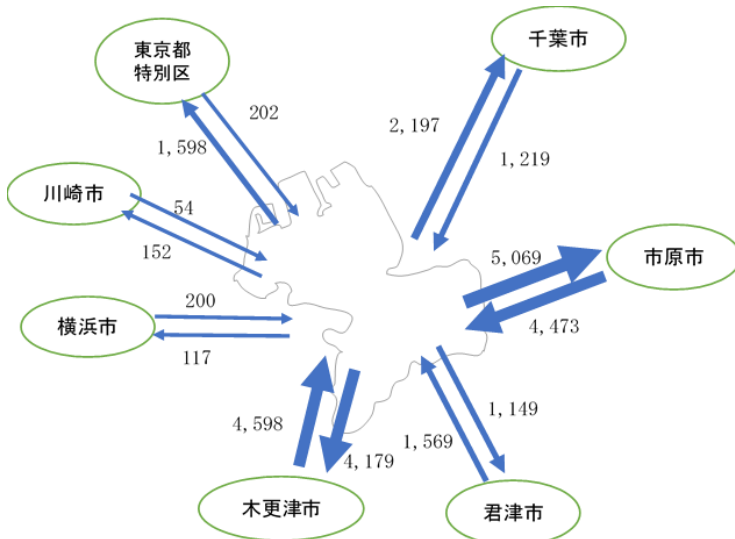 東京都
特別区
千葉市
202
1,598
2,197
1,219
川崎市
54
152
市原市
5,069
4,473
横浜市
200
117
4,598
4,179
1,149
1,569
木更津市
君津市